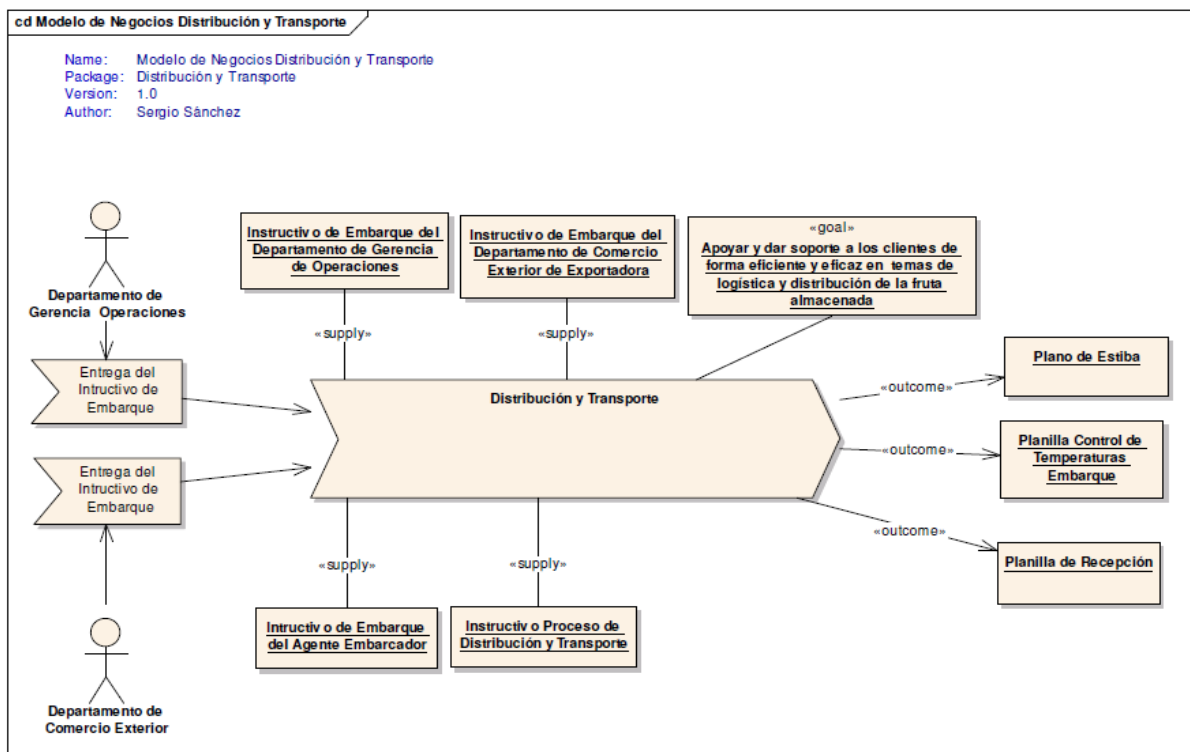 cd Modelo de Negocios Distribución y Transporte
Name: Modelo de Negocios Distribución y Transporte
Package: Distribución y Transporte
Version: 1.0
Author: Sergio Sánchez
Instructivo de Embarque del
Departamento de Gerencia
de Operaciones
Instructivo de Embarque del
Departamento de Comercio
Exterior de Exportadora
«goal»
Apoyar y dar soporte a los clientes de
forma eficiente y eficaz en temas de
logística y distribución de la fruta
almacenada
Departamento de
Gerencia Operaciones
«supply»
«supply»
Entrega del
Intructivo de
Embarque
Distribución y Transporte
«outcome»
Plano de Estiba
«outcome»
Planilla Control de
Temperaturas
Embarque
Entrega del
Intructivo de
Embarque
«outcome»
Planilla de Recepción
«supply»
«supply»
Intructivo de Embarque
del Agente Embarcador
Instructivo Proceso de
Distribución y Transporte
Departamento de
Comercio Exterior